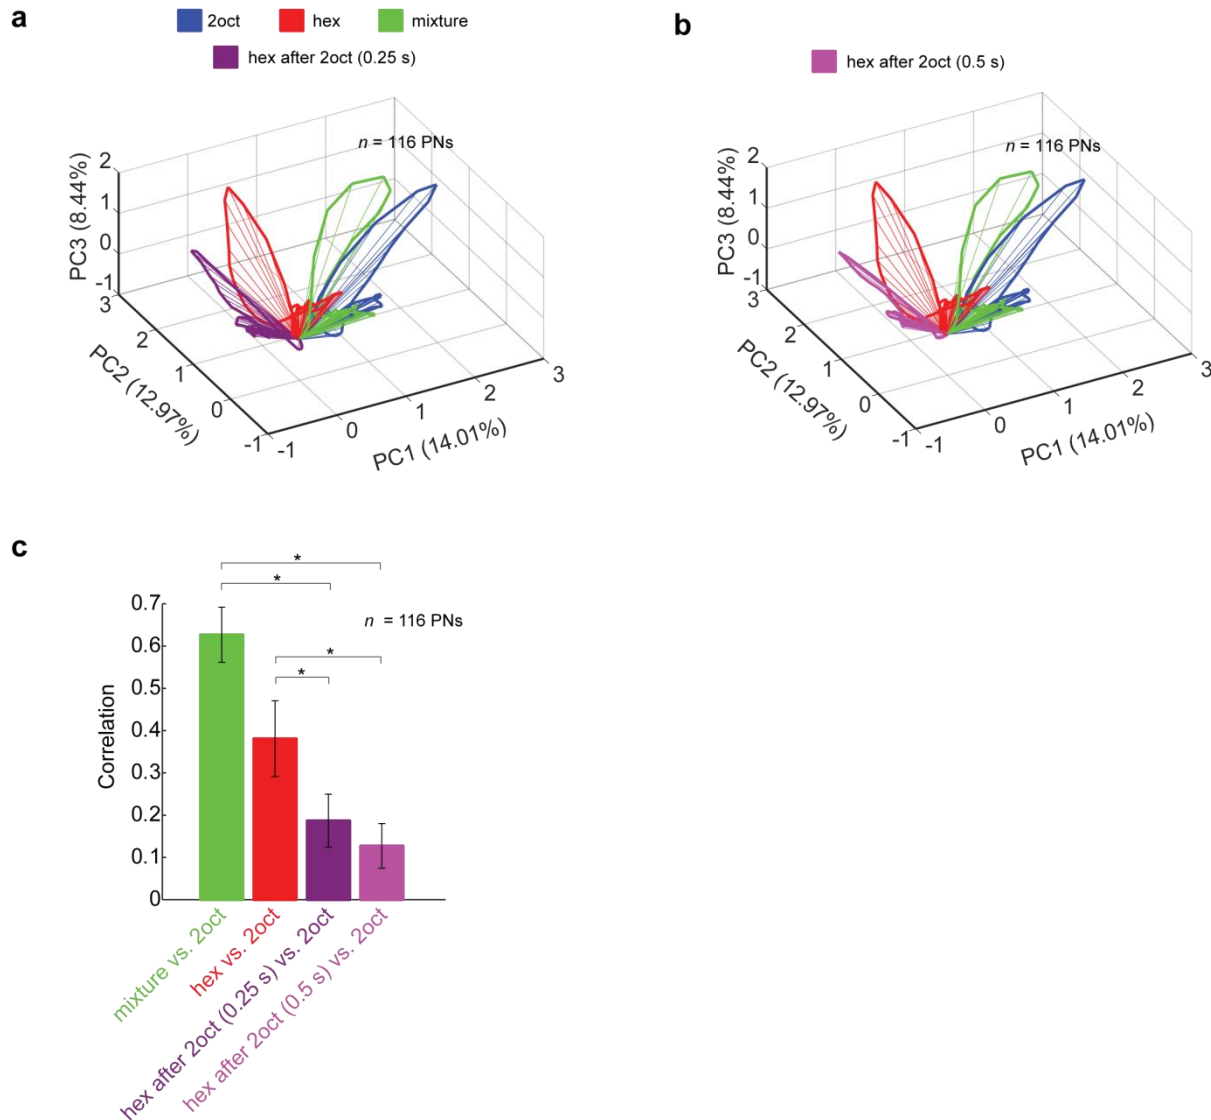 a
2oct hex mixture
hex after 2oct (0.25 s)
n = 116 PNs
PC3 (8.44%)
2
1
0
-1
PC2 (12.97%)
3
2
1
0
-1
PC1 (14.01%)
-1
0
1
2
3
b
hex after 2oct (0.5 s)
n = 116 PNs
PC3 (8.44%)
2
1
0
-1
PC2 (12.97%)
3
2
1
0
-1
PC1 (14.01%)
-1
0
1
2
3
c
*
*
n = 116 PNs
*
*
Correlation
0.7
0.6
0.5
0.4
0.3
0.2
0.1
0
mixture vs. 2oct
hex vs. 2oct
hex after 2oct (0.25 s) vs. 2oct
hex after 2oct (0.5 s) vs. 2oct